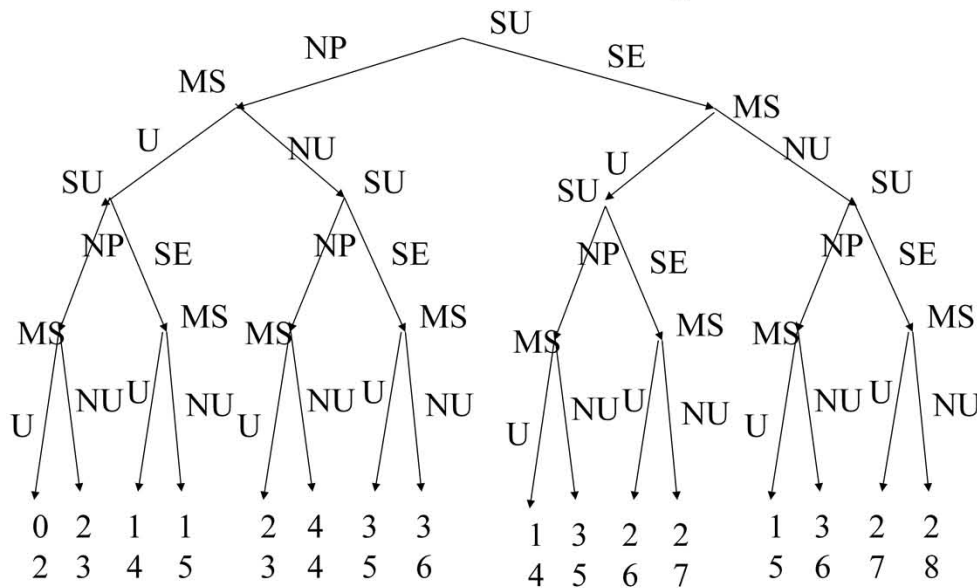 SU
NP SE
MS MS
U NU U NU
SU SU SU SU
NP SE NP SE NP SE NP SE
MS MS MS MS MS MS MS MS
U NU U NU U NU U NU U NU U NU U NU U NU
0 2 1 1 2 4 3 3 1 3 2 2 1 3 2 2
2 3 4 5 3 4 5 6 4 5 6 7 5 6 7 8